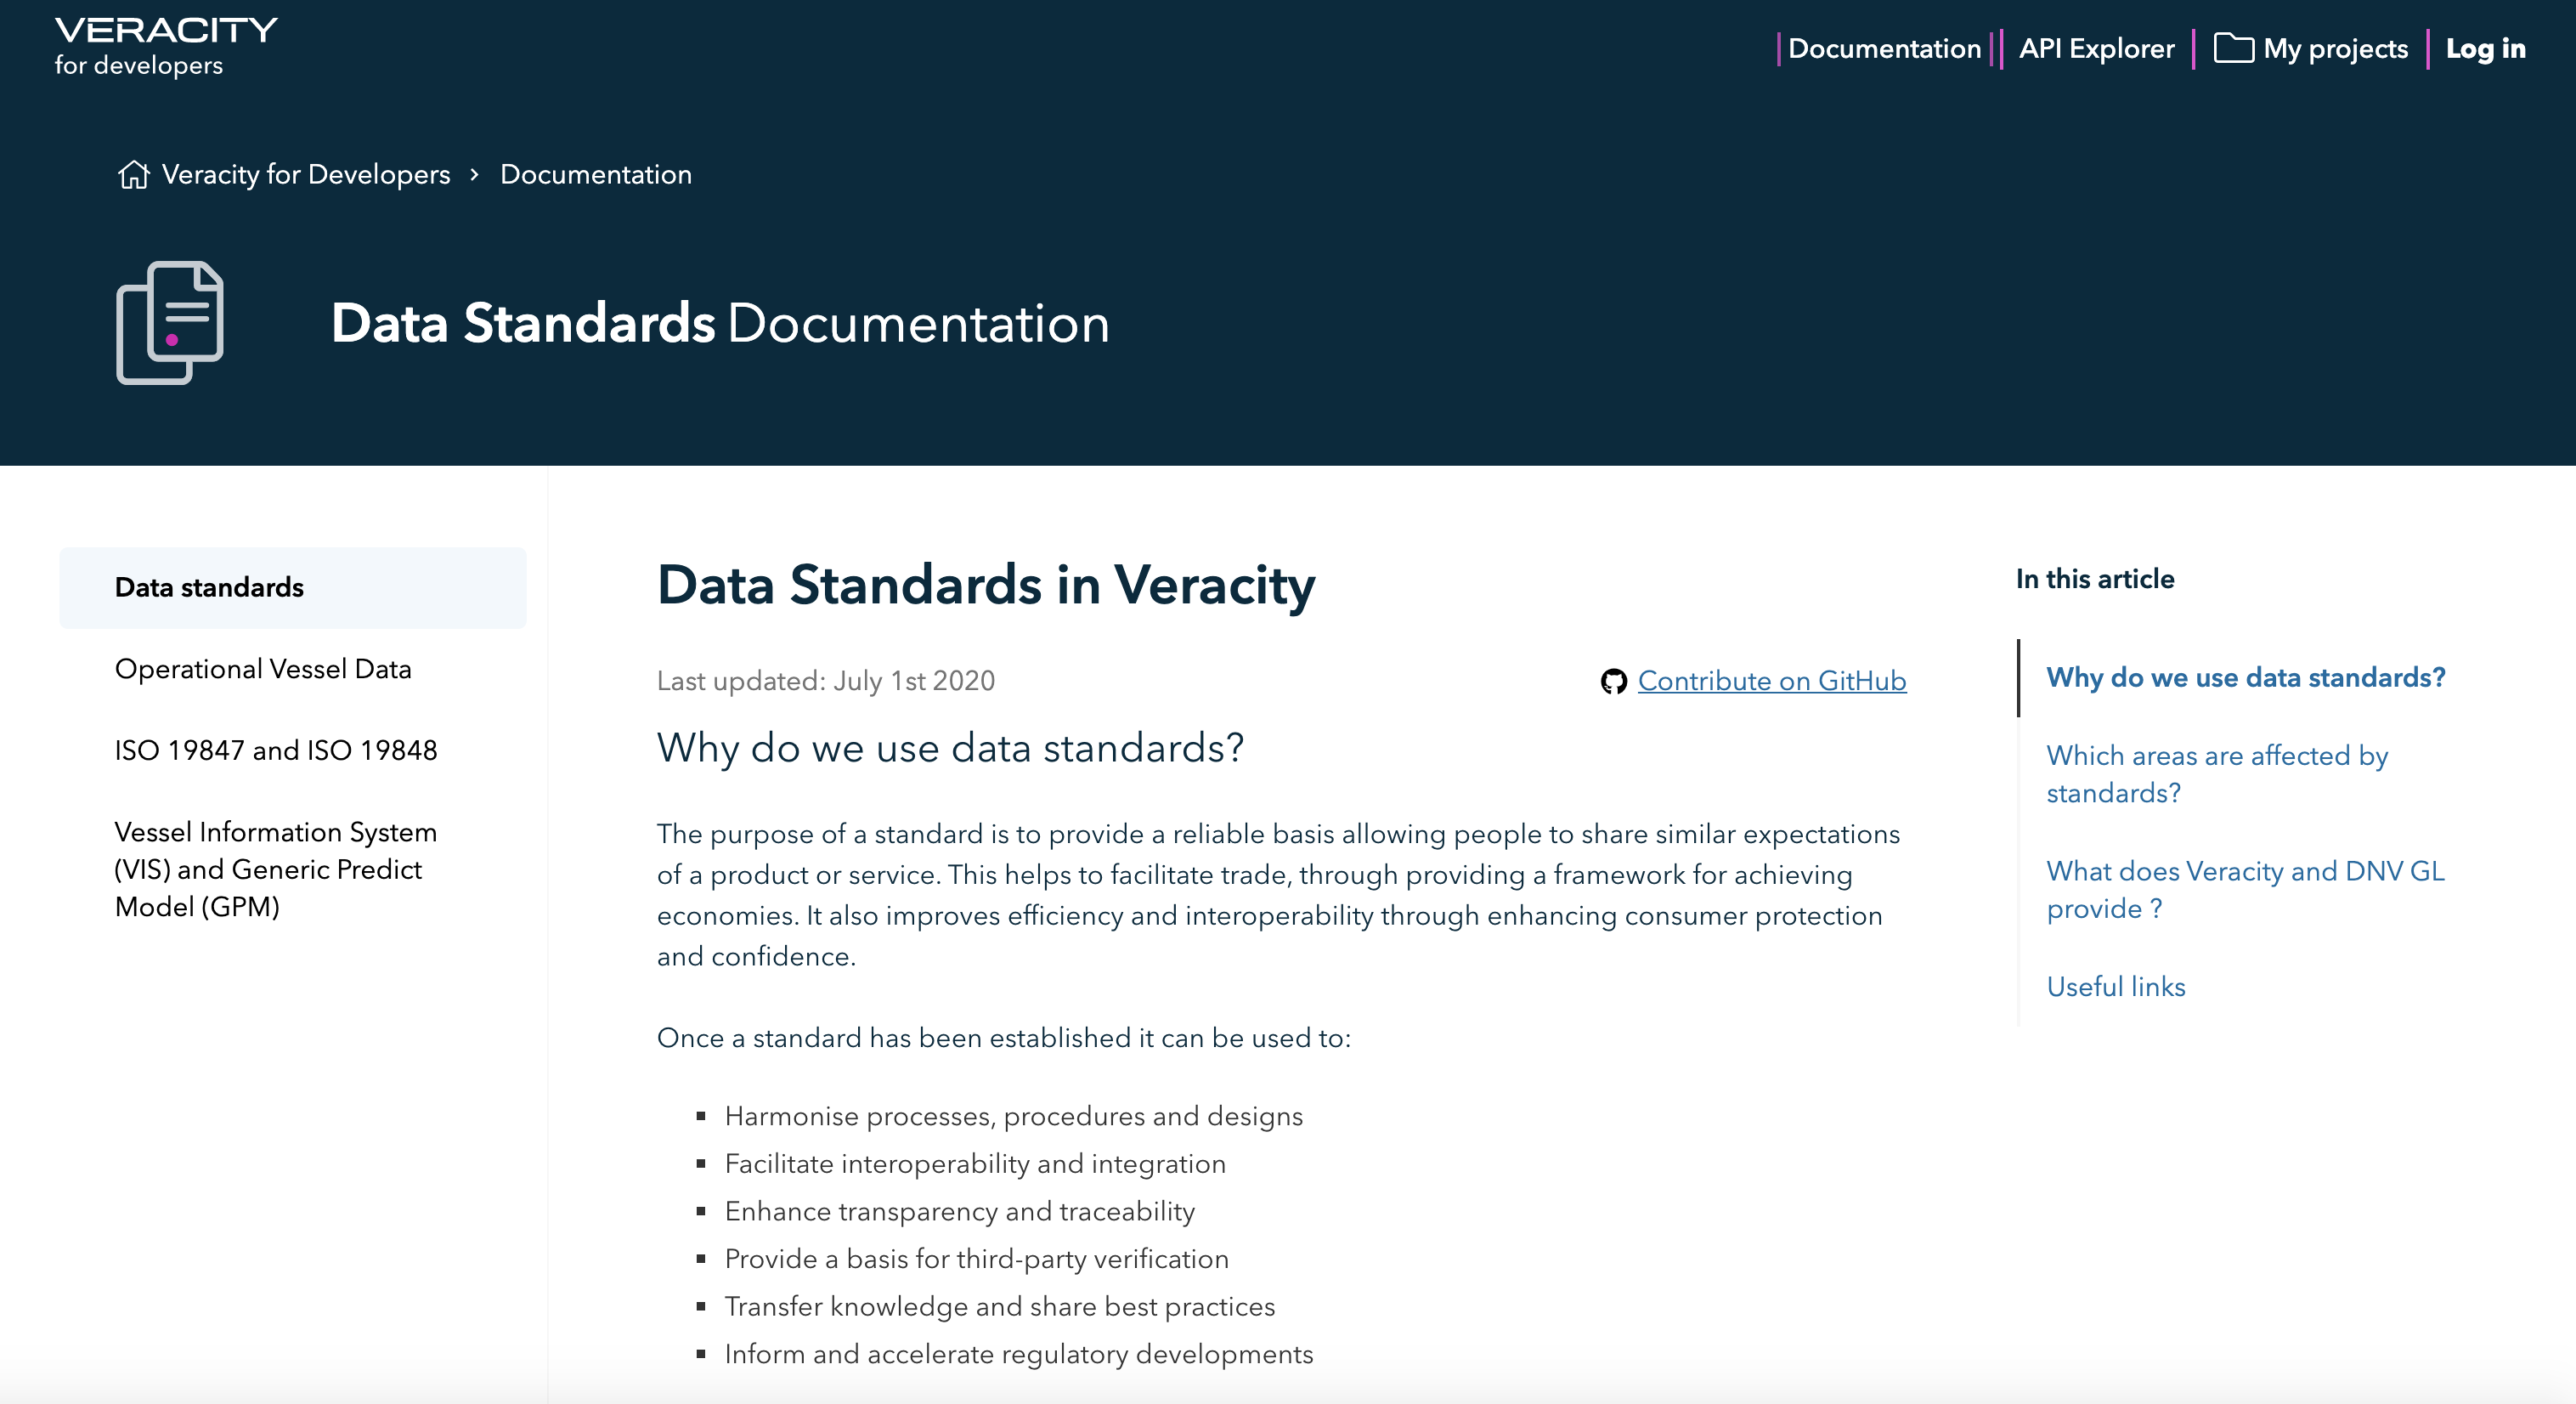 VERACITY
for developers
Documentation
API Explorer
My projects
Log in
Veracity for Developers › Documentation
Data Standards Documentation
Data standards
Operational Vessel Data
ISO 19847 and ISO 19848
Vessel Information System
(VIS) and Generic Predict
Model (GPM)
Data Standards in Veracity
Last updated: July 1st 2020
Contribute on GitHub
Why do we use data standards?
The purpose of a standard is to provide a reliable basis allowing people to share similar expectations
of a product or service. This helps to facilitate trade, through providing a framework for achieving
economies. It also improves efficiency and interoperability through enhancing consumer protection
and confidence.
Once a standard has been established it can be used to:
▪ Harmonise processes, procedures and designs
▪ Facilitate interoperability and integration
▪ Enhance transparency and traceability
▪ Provide a basis for third-party verification
▪ Transfer knowledge and share best practices
▪ Inform and accelerate regulatory developments
In this article
Why do we use data standards?
Which areas are affected by
standards?
What does Veracity and DNV GL
provide ?
Useful links